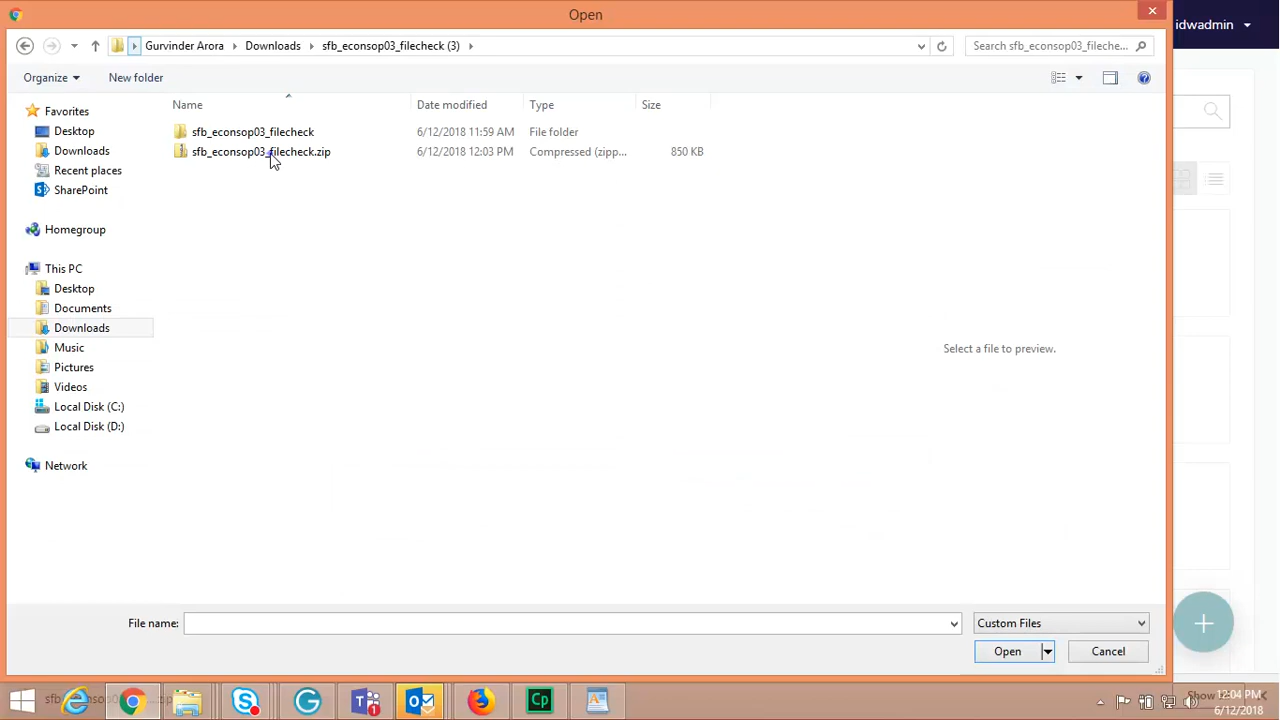 Open
idwadmin
Gurvinder Arora Downloads sfb_econsop03_filecheck (3)
Search sfb_econsop03_fileche...
Organize
New folder
Name Date modified Type Size
sfb_econsop03_filecheck 6/12/2018 11:59 AM File folder
sfb_econsop03_filecheck.zip 6/12/2018 12:03 PM Compressed (zipp... 850 KB
Favorites
Desktop
Downloads
Recent places
SharePoint
Homegroup
This PC
Desktop
Documents
Downloads
Music
Pictures
Videos
Local Disk (C:)
Local Disk (D:)
Network
Select a file to preview.
File name:
Custom Files
Open
Cancel
12:04 PM
6/12/2018